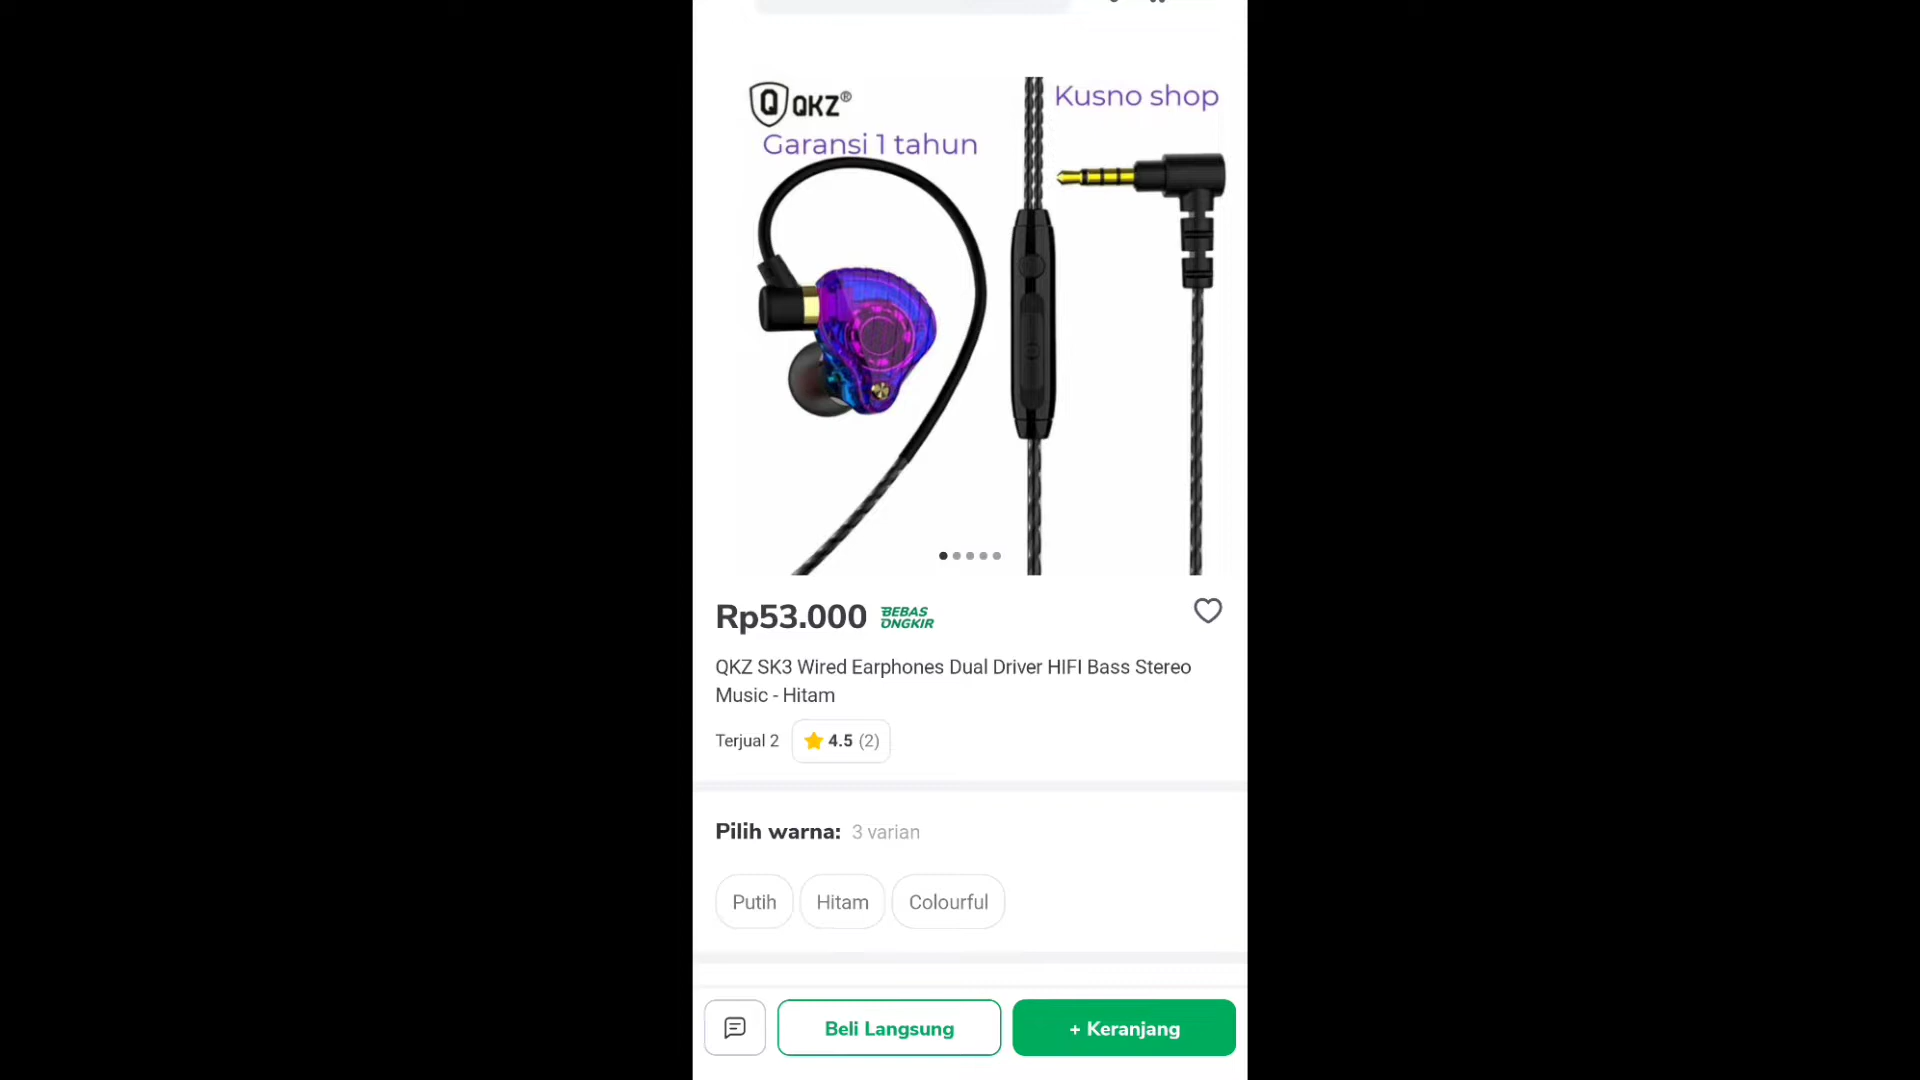 QKZ®
Kusno shop
Garansi 1 tahun
Rp53.000 BEBAS ONGKIR
QKZ SK3 Wired Earphones Dual Driver HIFI Bass Stereo
Music - Hitam
Terjual 2 4.5 (2)
Pilih warna: 3 varian
Putih Hitam Colourful
Beli Langsung + Keranjang